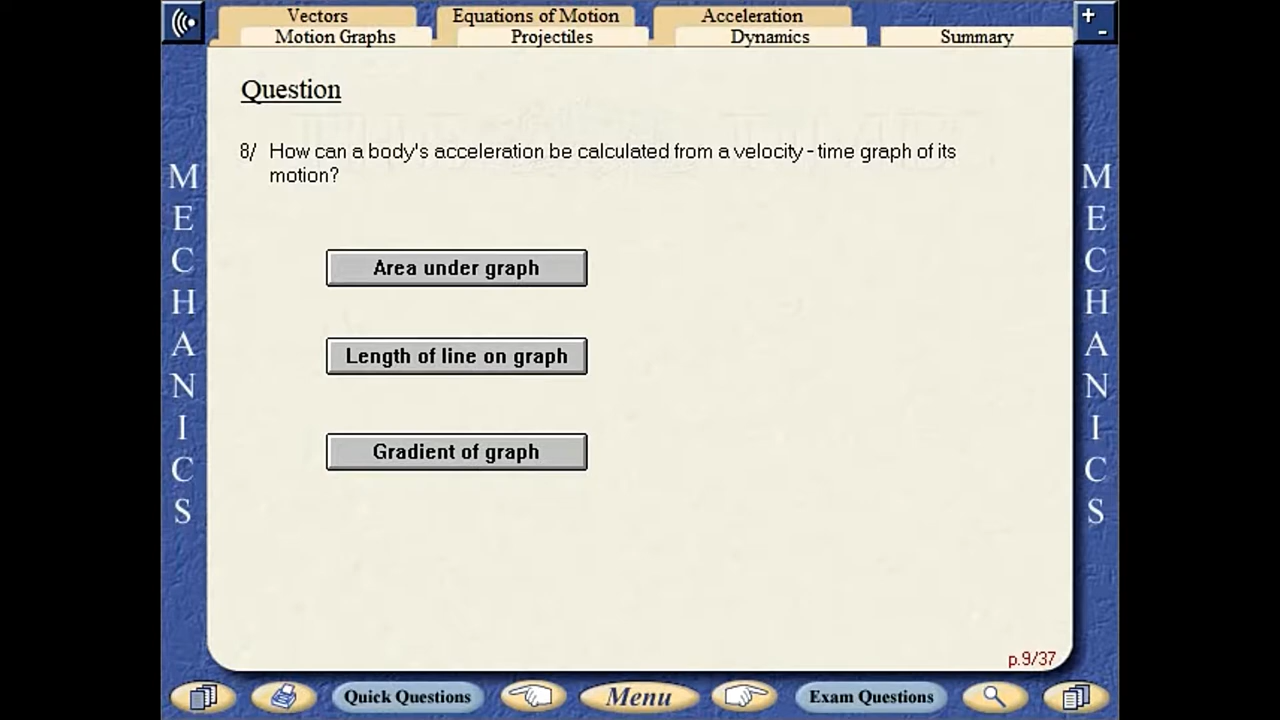 Vectors
Equations of Motion
Acceleration
Motion Graphs
Projectiles
Dynamics
Summary
+
-
Question
8/ How can a body's acceleration be calculated from a velocity - time graph of its
motion?
Area under graph
Length of line on graph
Gradient of graph
MECHANICS
MECHANICS
p.9/37
Quick Questions
Menu
Exam Questions